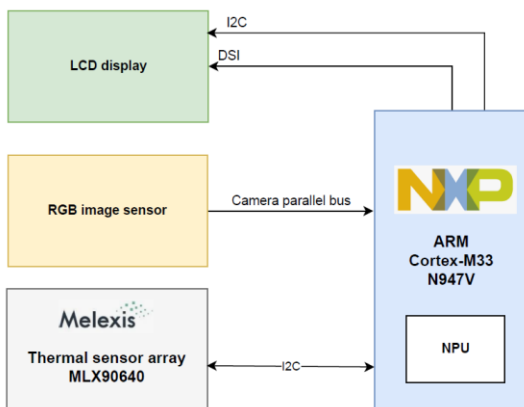 I2C
DSI
LCD display
NXP
RGB image sensor
Camera parallel bus
ARM
Cortex-M33
N947V
Melexis
Thermal sensor array
MLX90640
I2C
NPU